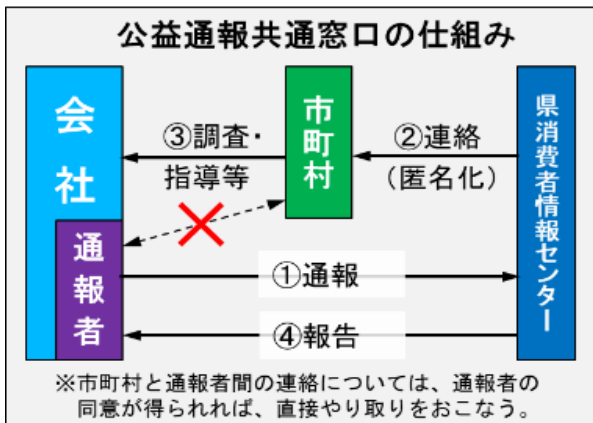 公益通報共通窓口の仕組み
会社
通報者
市町村
県消費者情報センター
③調査・
指導等
②連絡
（匿名化）
①通報
④報告
※市町村と通報者間の連絡については、通報者の
同意が得られれば、直接やり取りをおこなう。